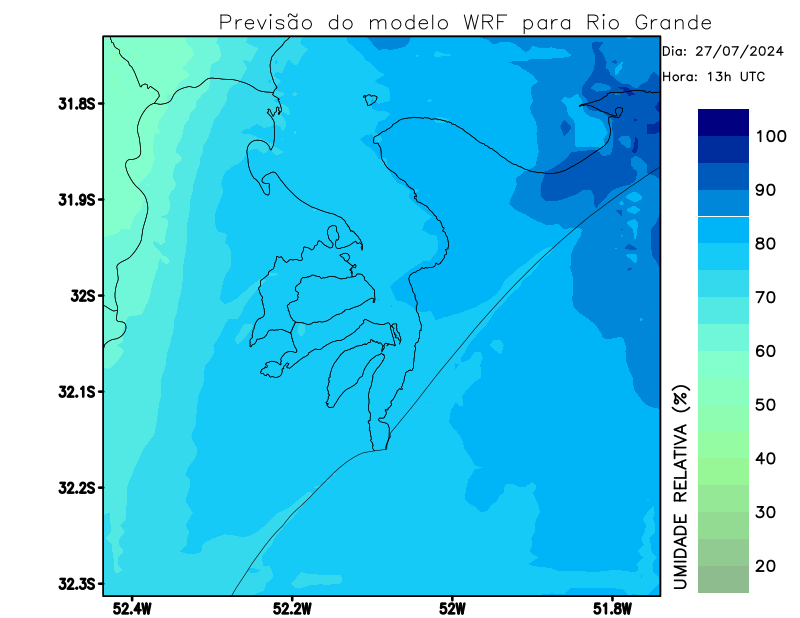 Previsão do modelo WRF para Rio Grande
Dia: 27/07/2024
Hora: 13h UTC
31.8S
31.9S
32S
32.1S
32.2S
32.3S
52.4W
52.2W
52W
51.8W
100
90
80
70
60
50
40
30
20
UMIDADE RELATIVA (%)